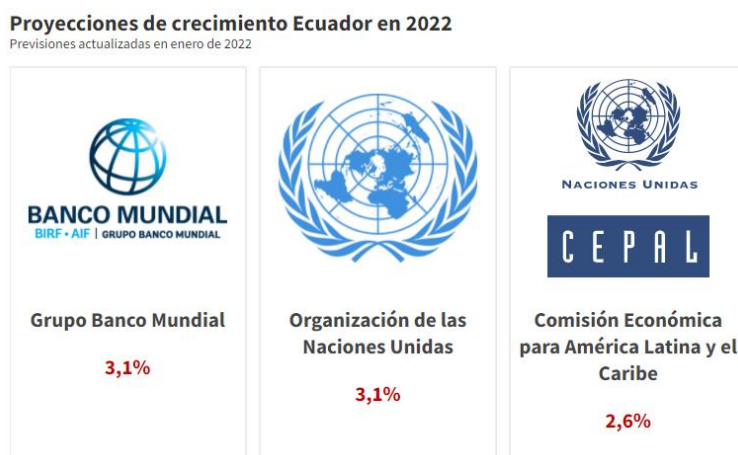 Proyecciones de crecimiento Ecuador en 2022
Previsiones actualizadas en enero de 2022
BANCO MUNDIAL
BIRF • AIF | GRUPO BANCO MUNDIAL
Grupo Banco Mundial
3,1%
Organización de las
Naciones Unidas
3,1%
NACIONES UNIDAS
CEPAL
Comisión Económica
para América Latina y el
Caribe
2,6%